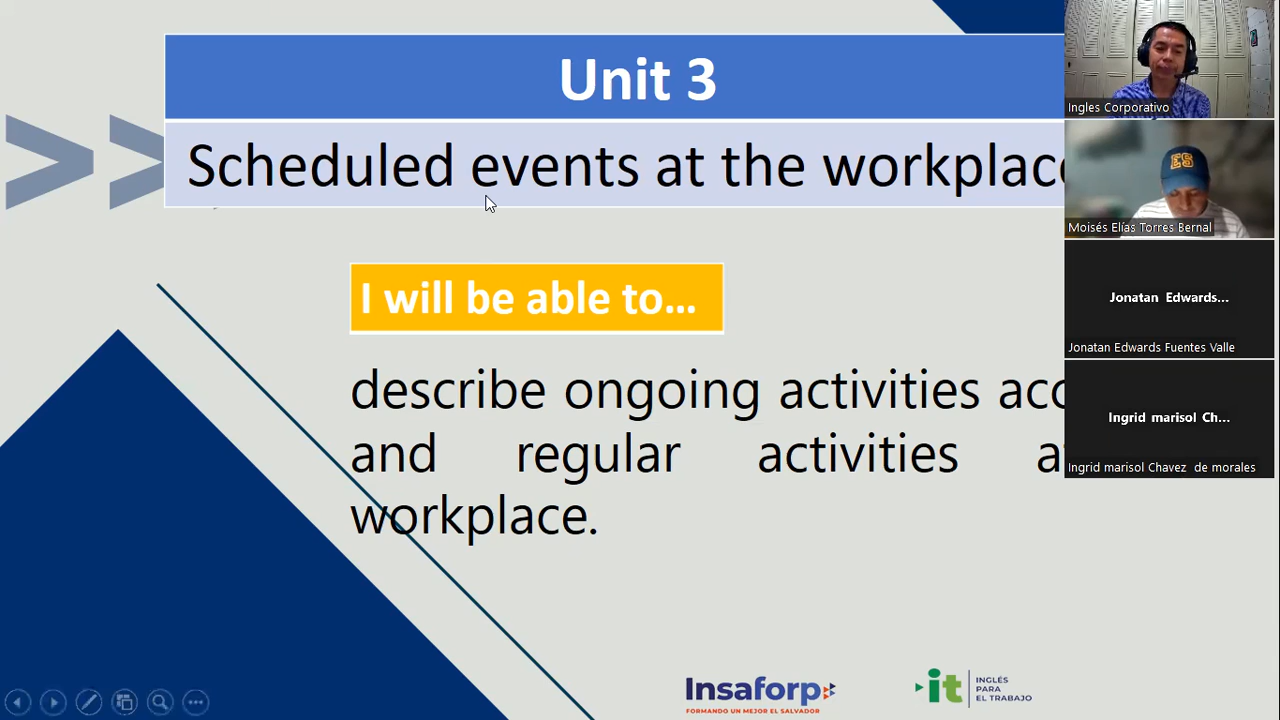 Unit 3
Scheduled events at the workplac
I will be able to...
describe ongoing activities
and regular activities
workplace.
Ingles Corporativo
ES
Moisés Elías Torres Bernal
Jonatan Edwards...
Jonatan Edwards Fuentes Valle
Ingrid marisol Ch...
Ingrid marisol Chavez de morales
Insaforp
FORMANDO UN MEJOR EL SALVADOR
it
INGLÉS
PARA
EL TRABAJO